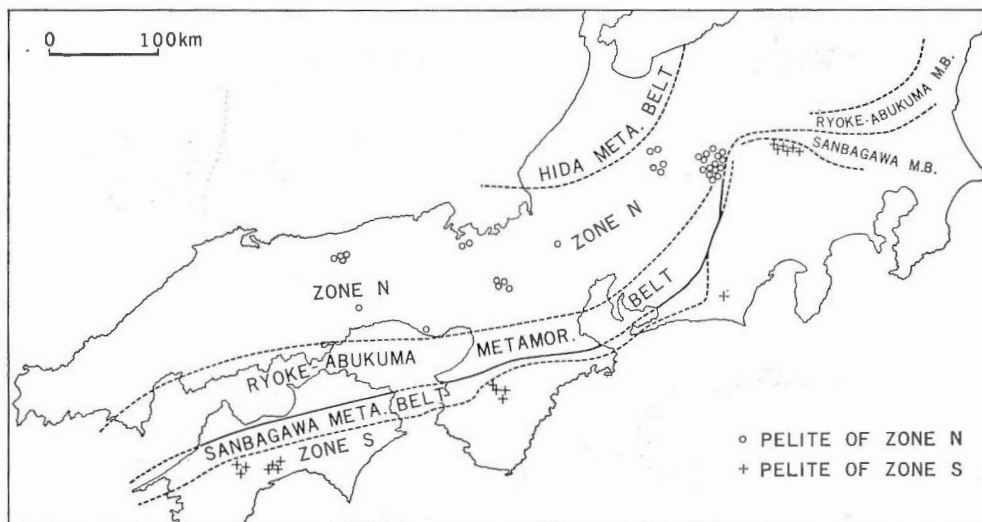 0 100km
HIDA META. BELT
RYOKE-ABUKUMA M.B.
SANBAGAWA M.B.
ZONE N
ZONE N
RYOKE-ABUKUMA METAMOR. BELT
SANBAGAWA META. BELT
ZONE S
○ PELITE OF ZONE N
+ PELITE OF ZONE S